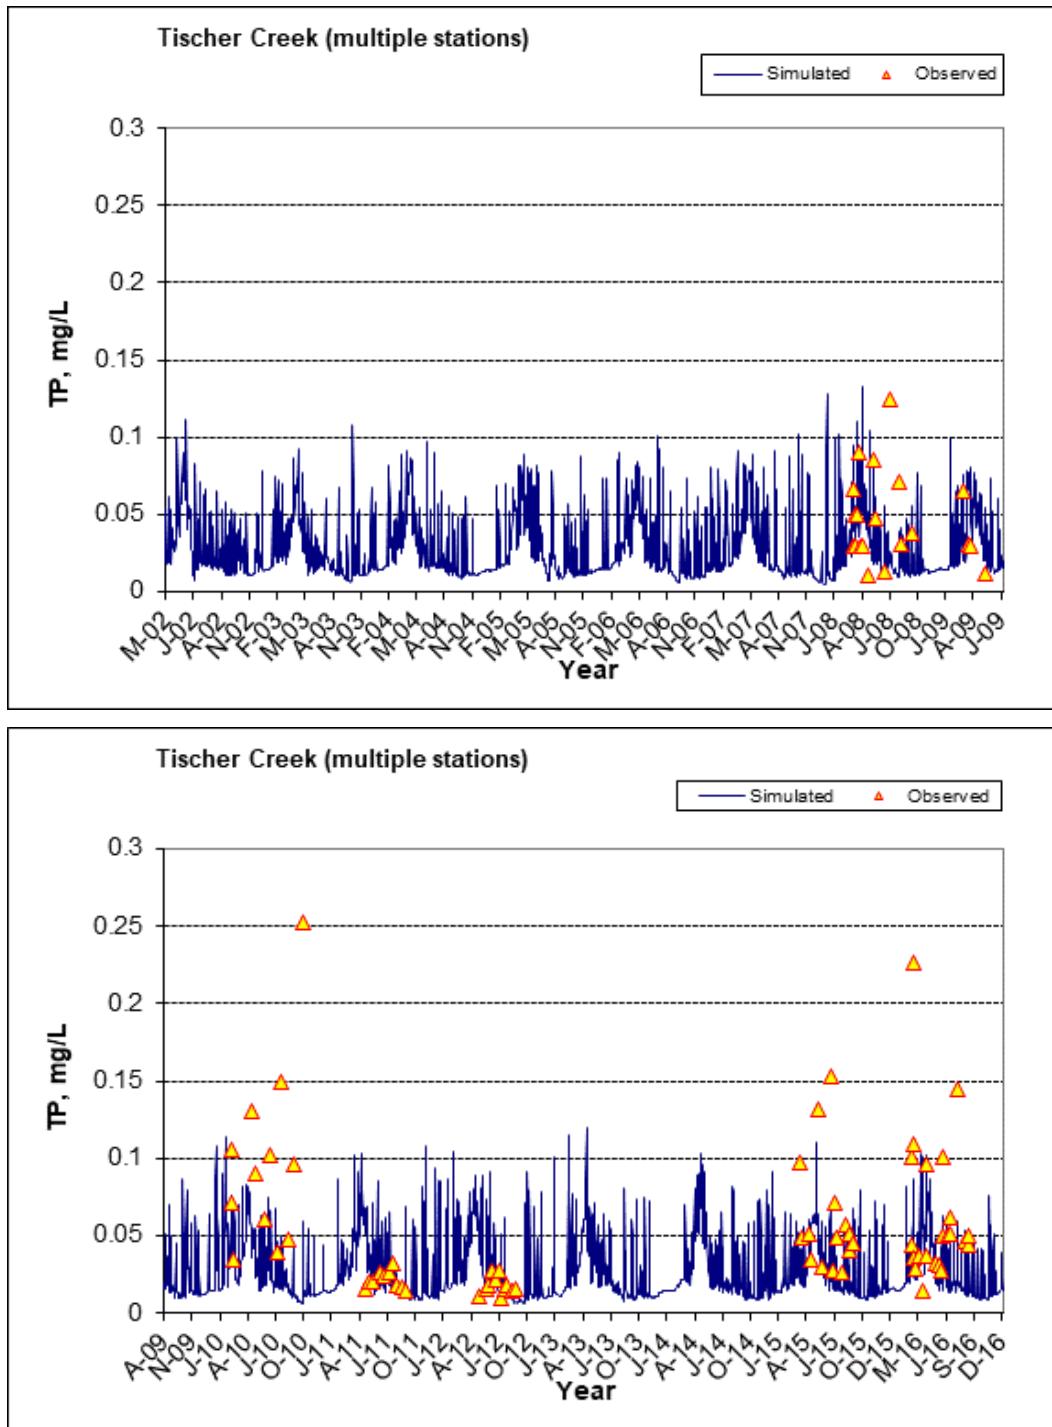 Tischer Creek (multiple stations)
Simulated Observed
0.3
0.25
0.2
0.15
0.1
0.05
0
TP, mg/L
M-02 J-02 A-02 N-02 F-03 M-03 A-03 N-03 F-04 M-04 A-04 N-04 F-05 M-05 A-05 N-05 F-06 M-06 A-06 N-06 F-07 M-07 A-07 N-07 J-08 A-08 J-08 O-08 J-09 A-09 J-09
Year
Tischer Creek (multiple stations)
Simulated Observed
0.3
0.25
0.2
0.15
0.1
0.05
0
TP, mg/L
A-09 N-09 J-10 A-10 J-10 O-10 J-11 A-11 J-11 O-11 J-12 A-12 J-12 O-12 J-13 A-13 J-13 O-13 J-14 A-14 J-14 O-14 J-15 A-15 J-15 O-15 D-15 M-16 J-16 S-16 D-16
Year